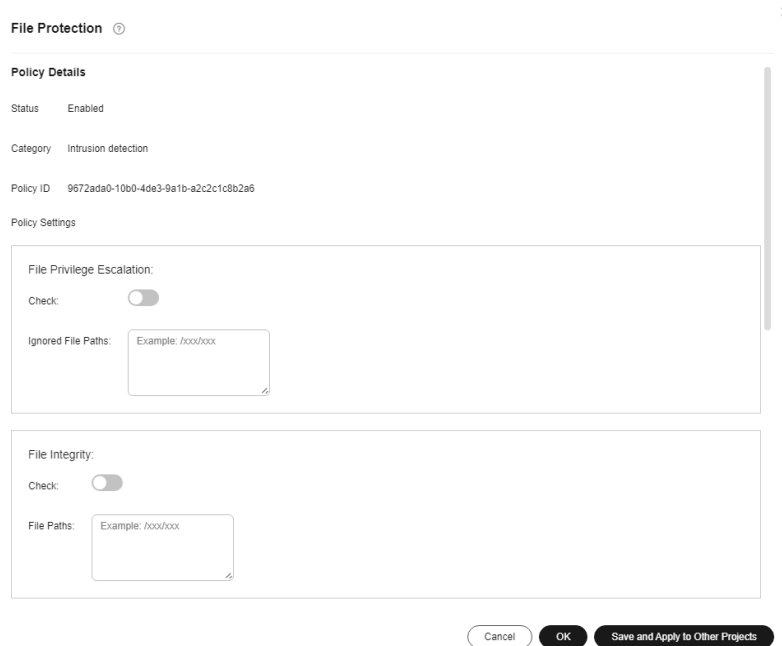 File Protection ?
Policy Details
Status Enabled
Category Intrusion detection
Policy ID 9672ada0-10b0-4de3-9a1b-a2c2c1c8b2a6
Policy Settings
File Privilege Escalation:
Check:
Ignored File Paths: Example: /xxx/xxx
File Integrity:
Check:
File Paths: Example: /xxx/xxx
Cancel OK Save and Apply to Other Projects